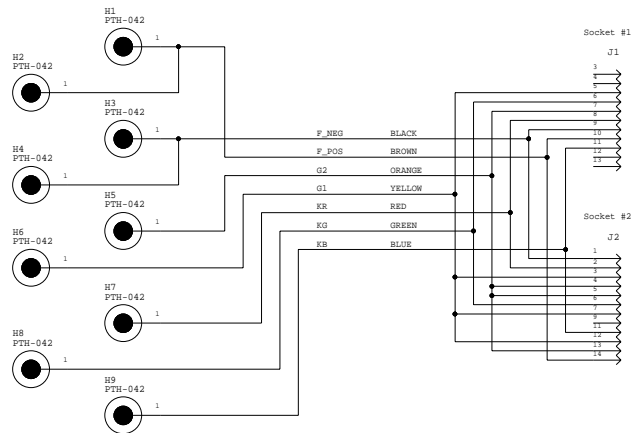 H1
PTH-042
1
H2
PTH-042
1
H3
PTH-042
1
H4
PTH-042
1
H5
PTH-042
1
H6
PTH-042
1
H7
PTH-042
1
H8
PTH-042
1
H9
PTH-042
1
F_NEG BLACK
F_POS BROWN
G2 ORANGE
G1 YELLOW
KR RED
KG GREEN
KB BLUE
Socket #1
J1
3
4
5
6
7
8
9
10
11
12
13
Socket #2
J2
1
2
3
4
5
6
7
9
11
12
13
14